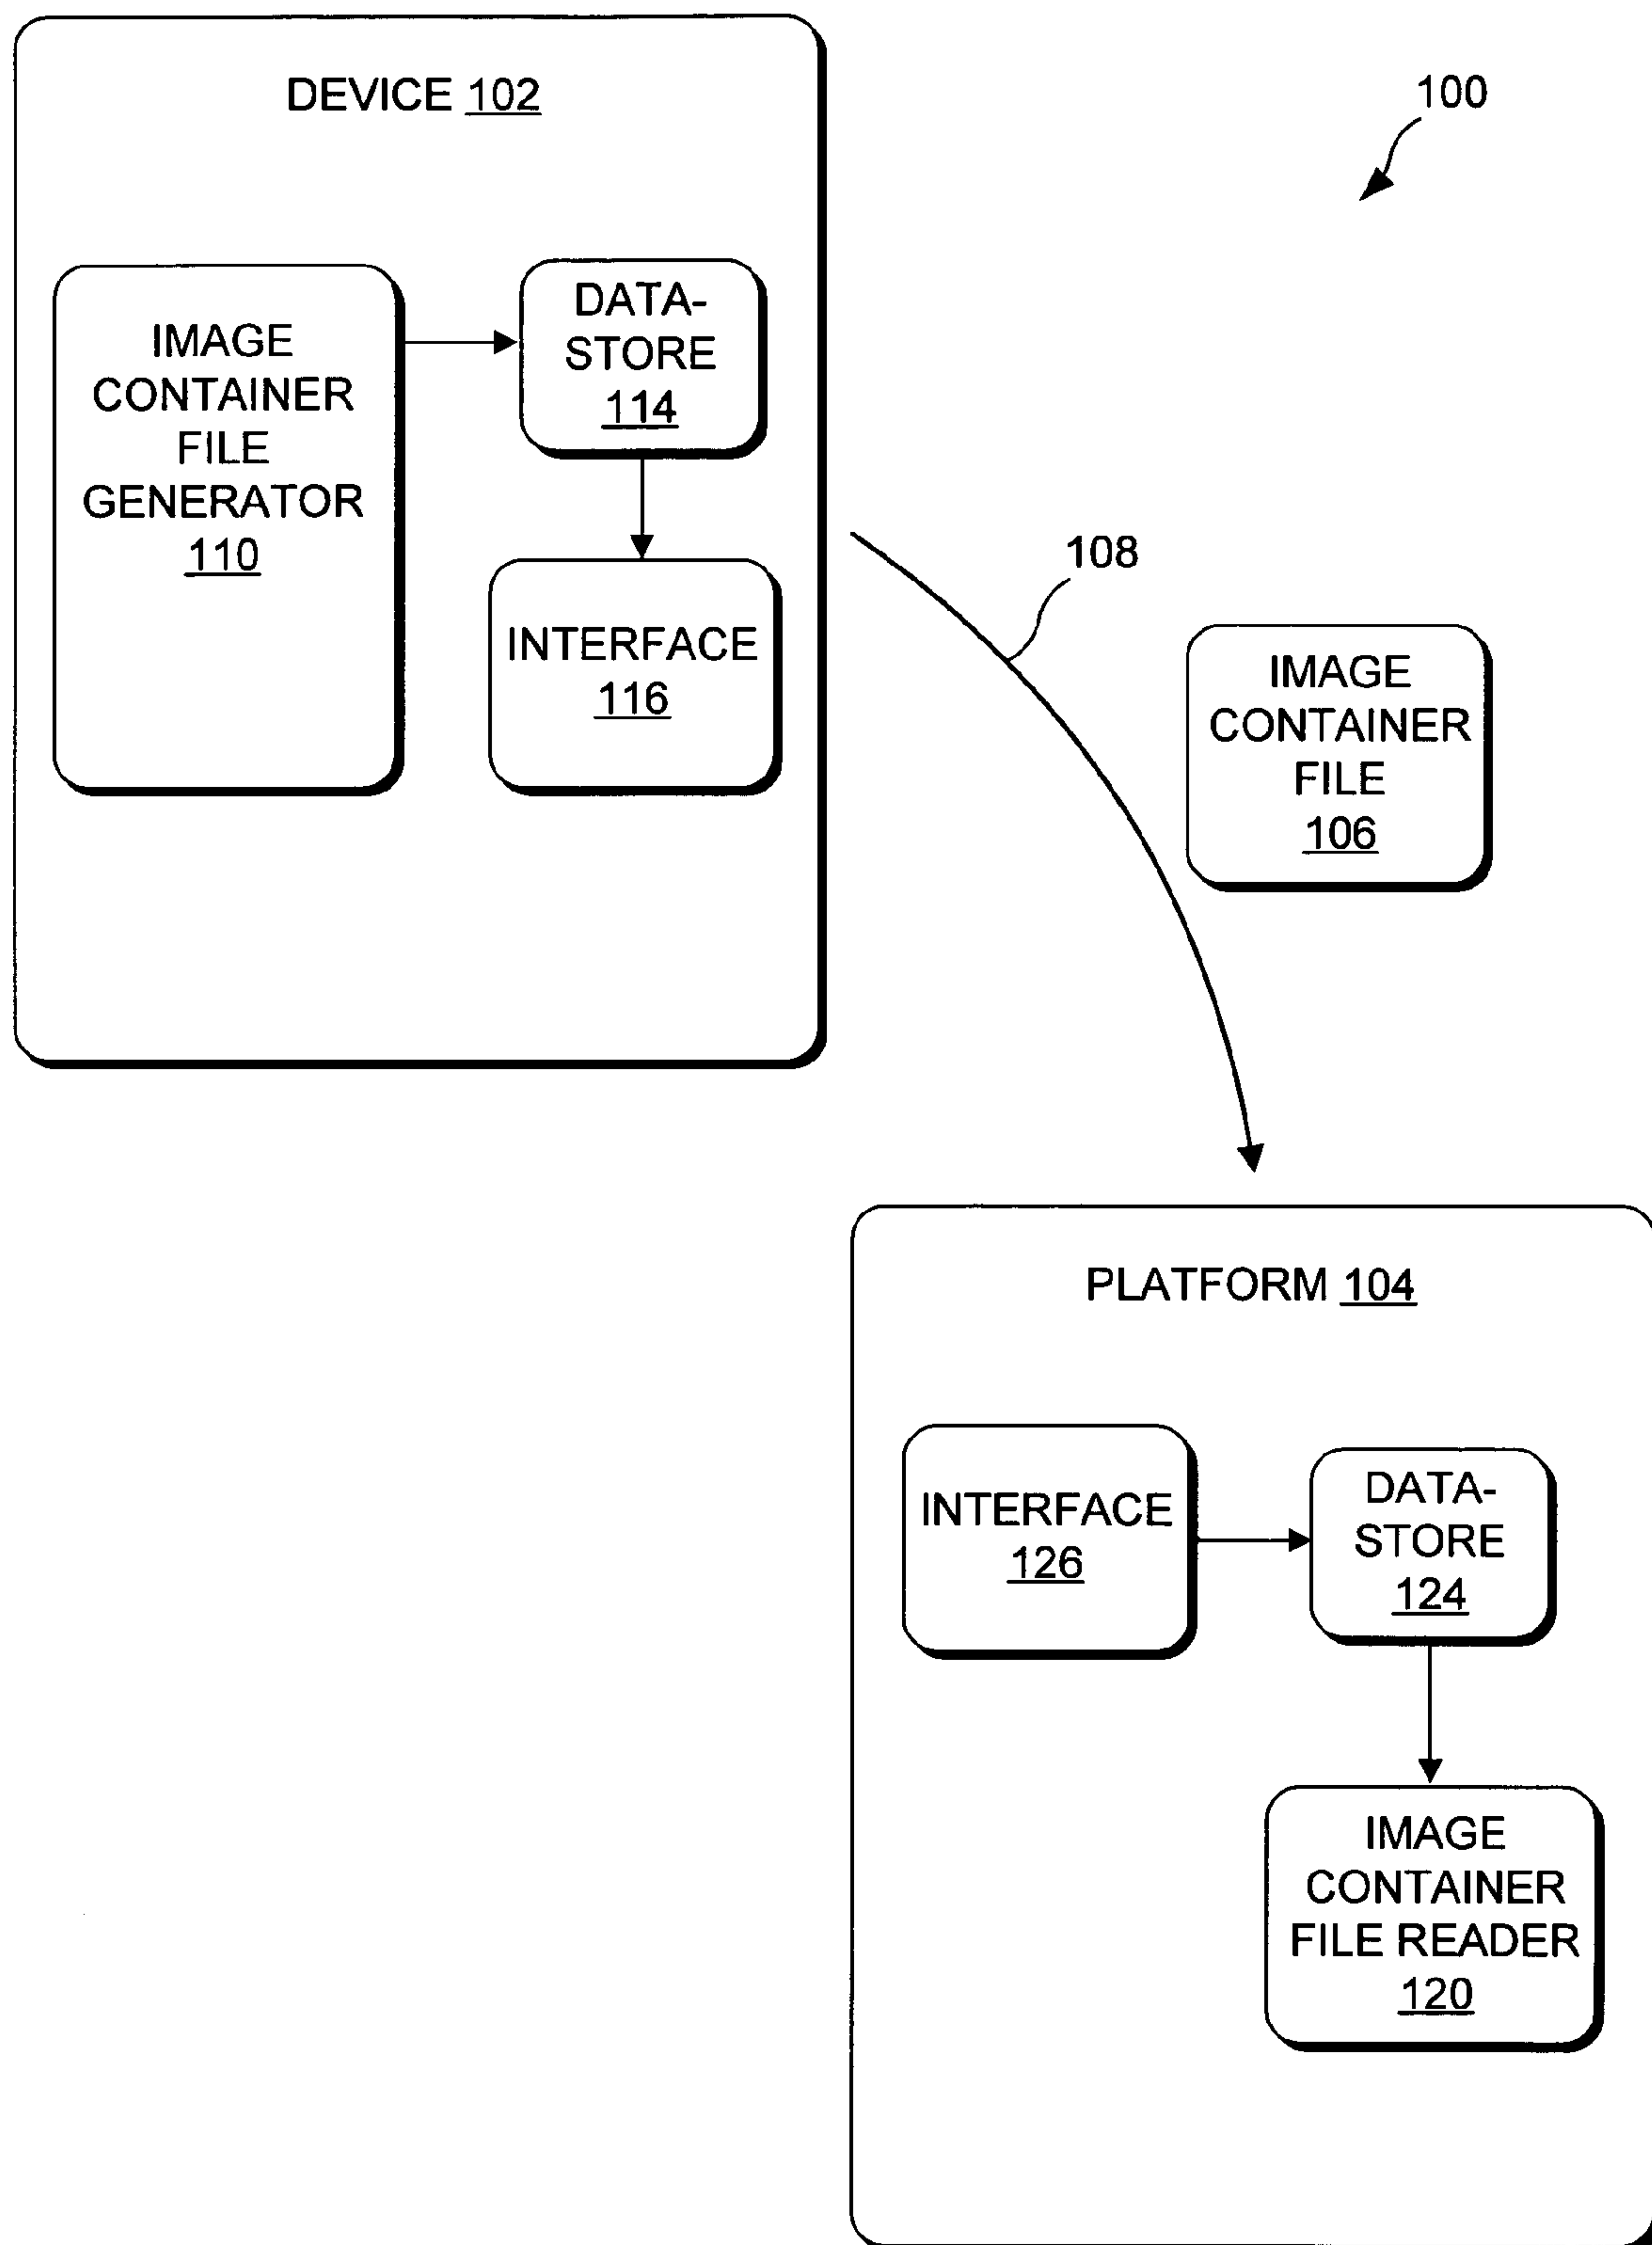 DEVICE 102
100
IMAGE
CONTAINER
FILE
GENERATOR
110
DATA-
STORE
114
INTERFACE
116
108
IMAGE
CONTAINER
FILE
106
PLATFORM 104
INTERFACE
126
DATA-
STORE
124
IMAGE
CONTAINER
FILE READER
120